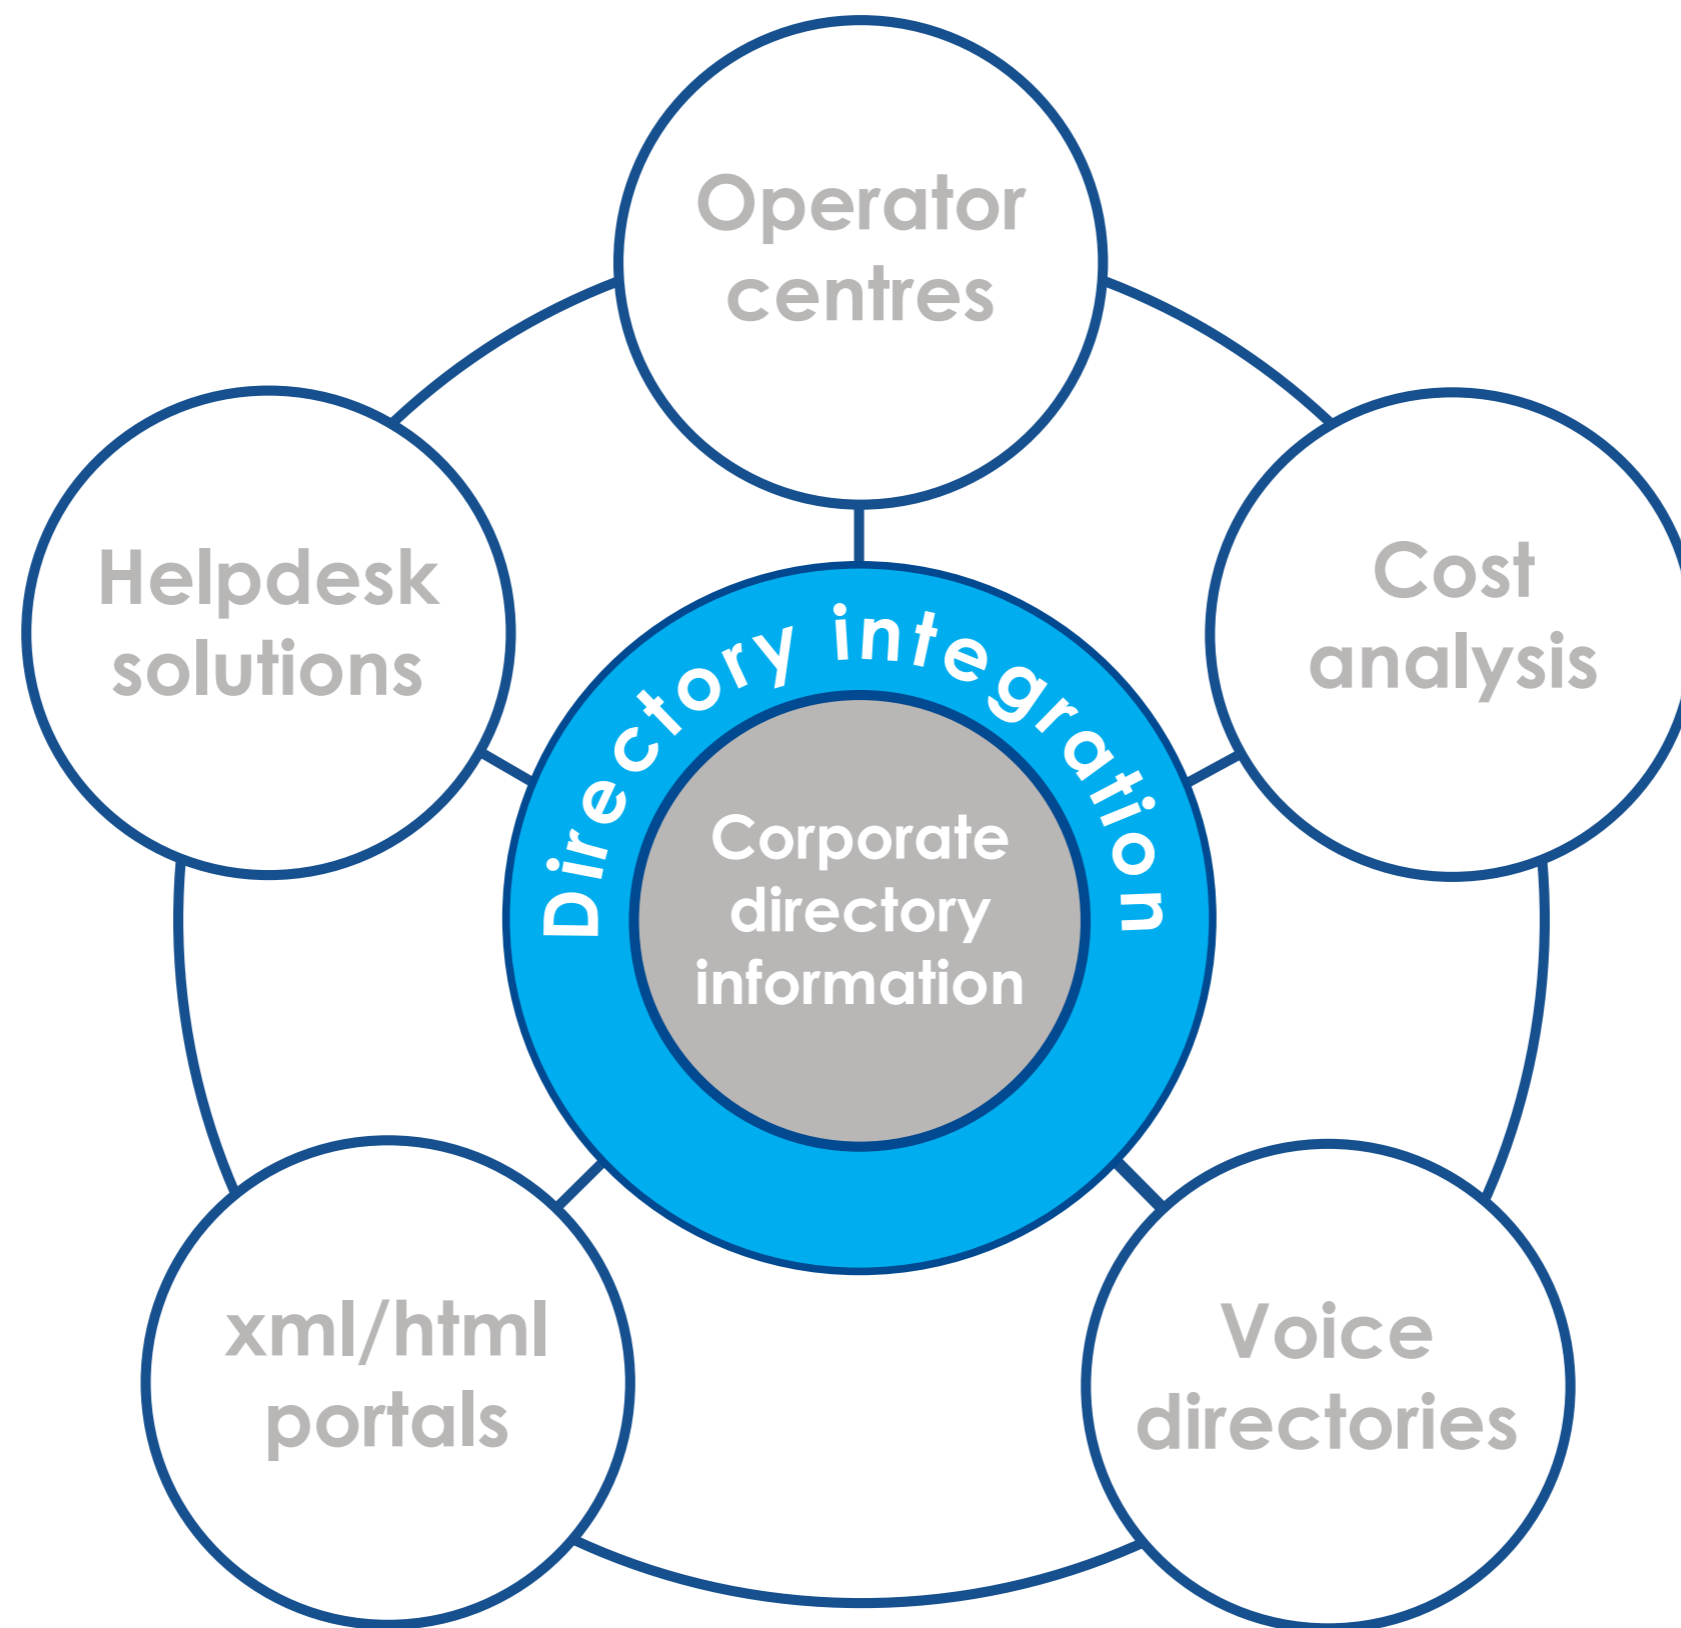 Operator
centres
Helpdesk
solutions
Cost
analysis
Directory integration
Corporate
directory
information
xml/html
portals
Voice
directories